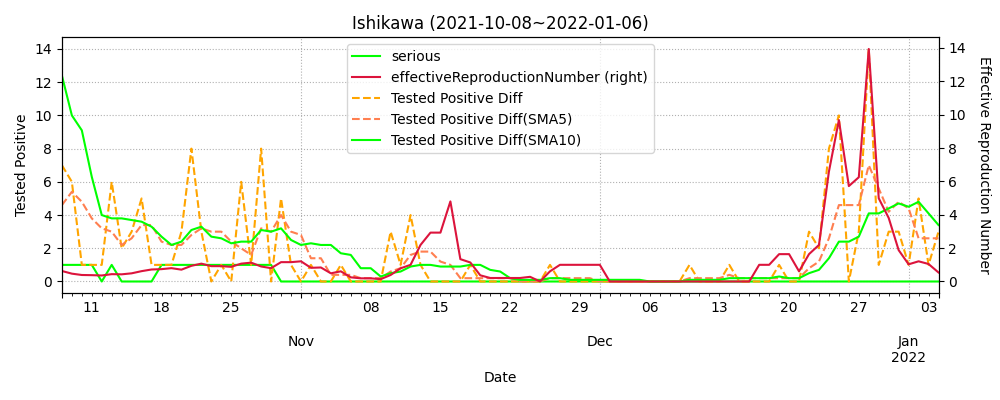 Ishikawa (2021-10-08~2022-01-06)
serious
effectiveReproductionNumber (right)
Tested Positive Diff
Tested Positive Diff(SMA5)
Tested Positive Diff(SMA10)
Tested Positive
14
12
10
8
6
4
2
0
Effective Reproduction Number
14
12
10
8
6
4
2
0
11 18 25 08 15 22 29 06 13 20 27 03
Nov Dec Jan
2022
Date